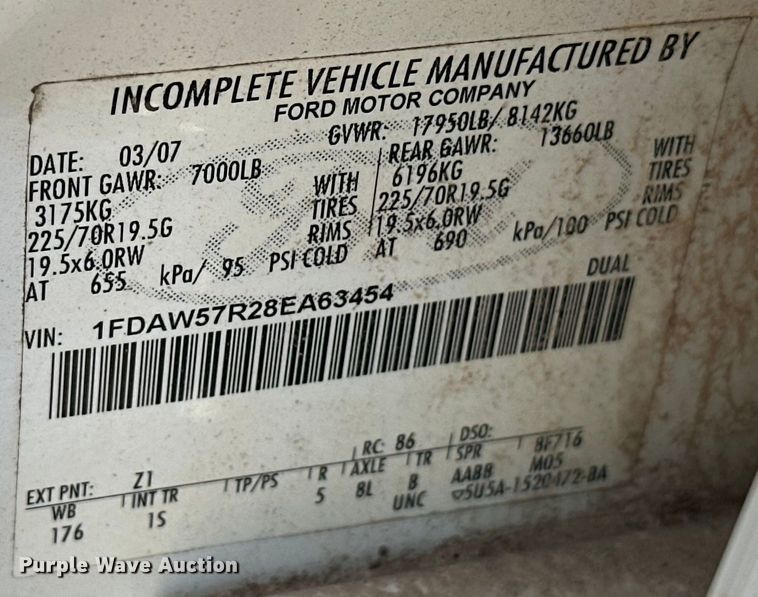 INCOMPLETE VEHICLE MANUFACTURED BY
FORD MOTOR COMPANY
DATE: 03/07 GVWR: 17950LB/ 8142KG
FRONT GAWR: 7000LB REAR GAWR: 13660LB
3175KG WITH 6196KG WITH
225/70R19.5G TIRES 225/70R19.5G TIRES
19.5x6.0RW RIMS 19.5x6.0RW RIMS
AT 655 kPa/ 95 PSI COLD AT 690 kPa/100 PSI COLD
VIN: 1FDAW57R28EA63454 DUAL
EXT PNT: Z1 RC: 86 DSO: BF716
WB INT TR TP/PS R AXLE TR SPR M05
176 1S 5 8L B AABB
UNC 5U5A-1520472-BA
Purple Wave Auction